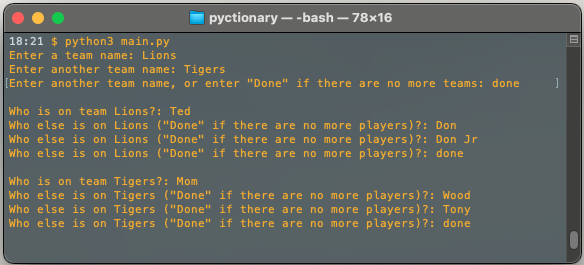 pyctionary — -bash — 78×16
18:21 $ python3 main.py
Enter a team name: Lions
Enter another team name: Tigers
[Enter another team name, or enter "Done" if there are no more teams: done ]
Who is on team Lions?: Ted
Who else is on Lions ("Done" if there are no more players)?: Don
Who else is on Lions ("Done" if there are no more players)?: Don Jr
Who else is on Lions ("Done" if there are no more players)?: done
Who is on team Tigers?: Mom
Who else is on Tigers ("Done" if there are no more players)?: Wood
Who else is on Tigers ("Done" if there are no more players)?: Tony
Who else is on Tigers ("Done" if there are no more players)?: done